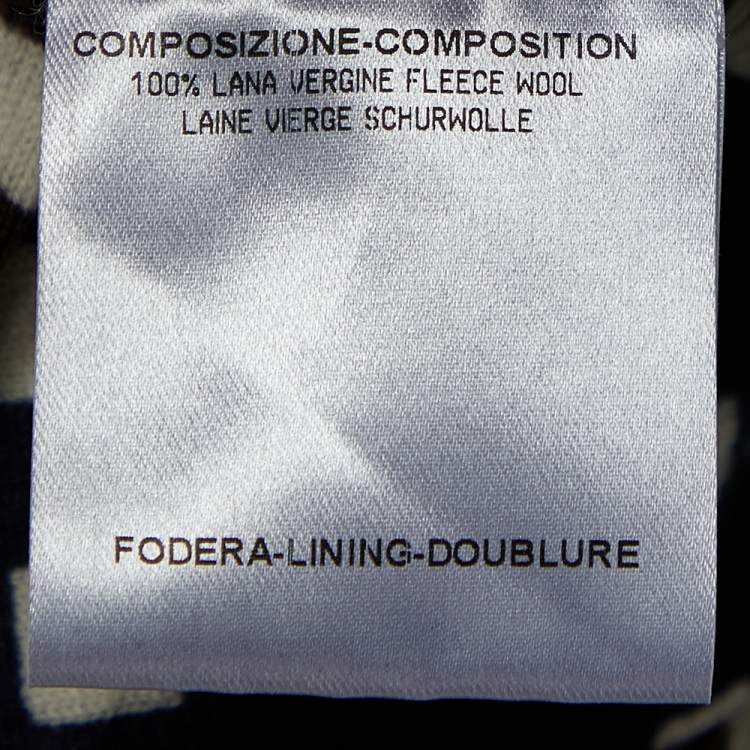 COMPOSIZIONE-COMPOSITION
100% LANA VERGINE FLEECE WOOL
LAINE VIERGE SCHURWOLLE
FODERA-LINING-DOUBLURE